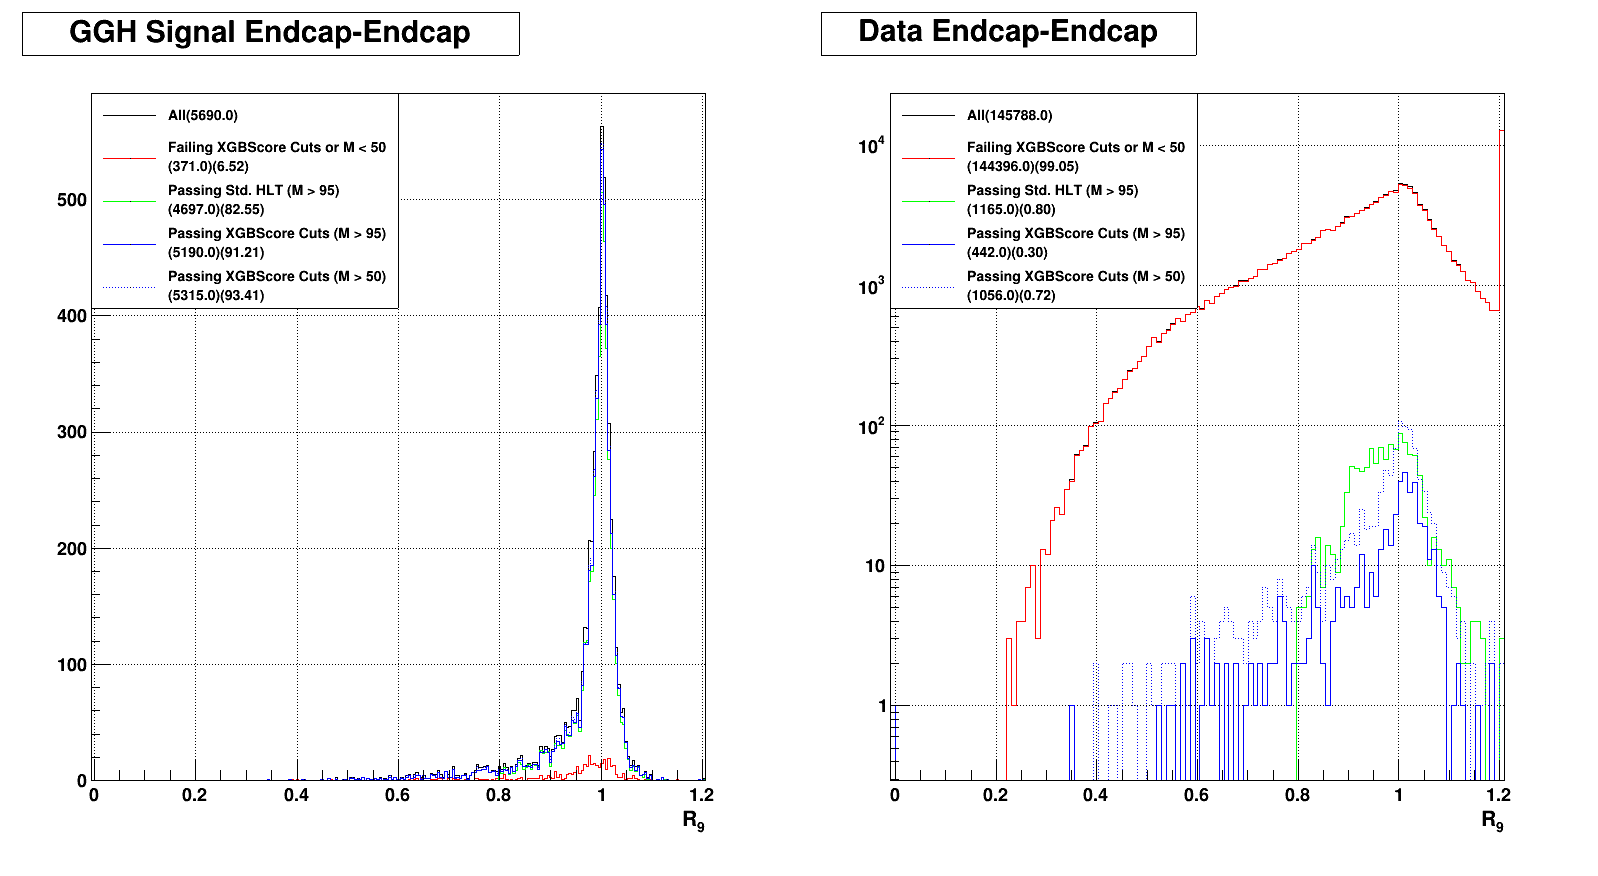 GGH Signal Endcap-Endcap
All(5690.0)
Failing XGBScore Cuts or M < 50
(371.0)(6.52)
Passing Std. HLT (M > 95)
(4697.0)(82.55)
Passing XGBScore Cuts (M > 95)
(5190.0)(91.21)
Passing XGBScore Cuts (M > 50)
(5315.0)(93.41)
500
400
300
200
100
0
0 0.2 0.4 0.6 0.8 1 1.2
R9
Data Endcap-Endcap
All(145788.0)
Failing XGBScore Cuts or M < 50
(144396.0)(99.05)
Passing Std. HLT (M > 95)
(1165.0)(0.80)
Passing XGBScore Cuts (M > 95)
(442.0)(0.30)
Passing XGBScore Cuts (M > 50)
(1056.0)(0.72)
10^4
10^3
10^2
10
1
0 0.2 0.4 0.6 0.8 1 1.2
R9